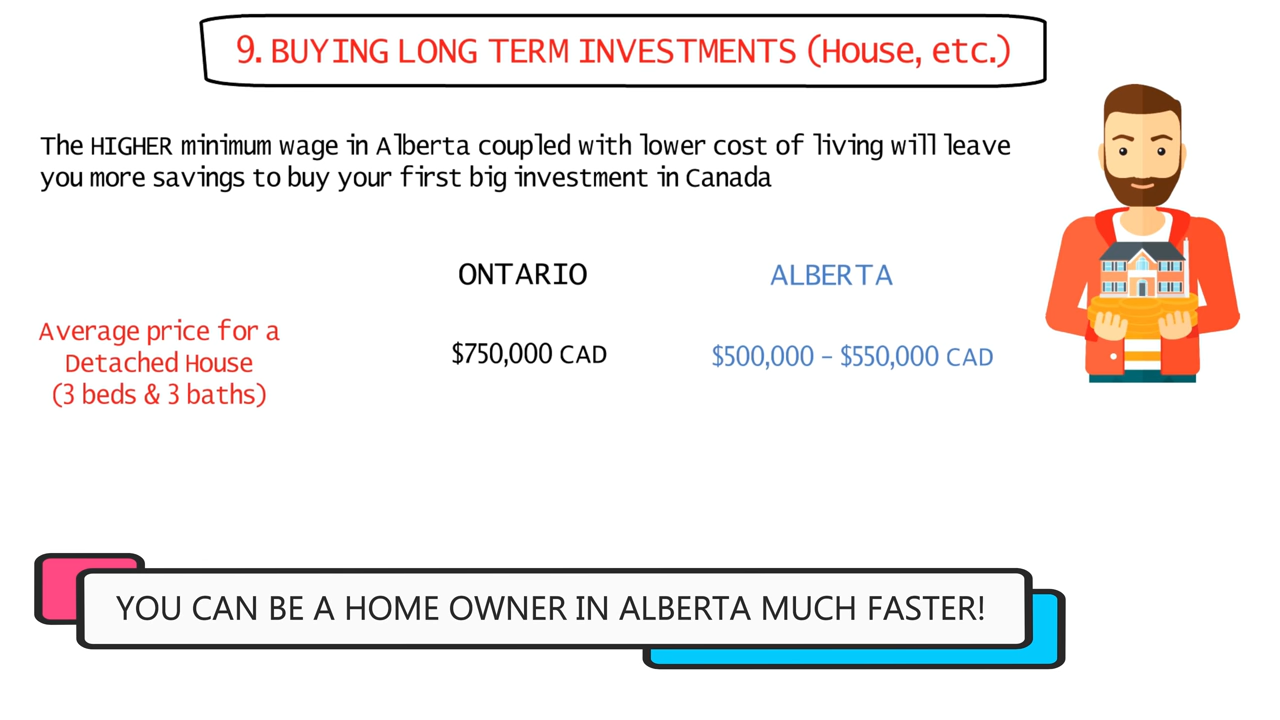 9. BUYING LONG TERM INVESTMENTS (House, etc.)
The HIGHER minimum wage in Alberta coupled with lower cost of living will leave
you more savings to buy your first big investment in Canada
ONTARIO ALBERTA
Average price for a
Detached House
(3 beds & 3 baths)
$750,000 CAD $500,000 – $550,000 CAD
YOU CAN BE A HOME OWNER IN ALBERTA MUCH FASTER!